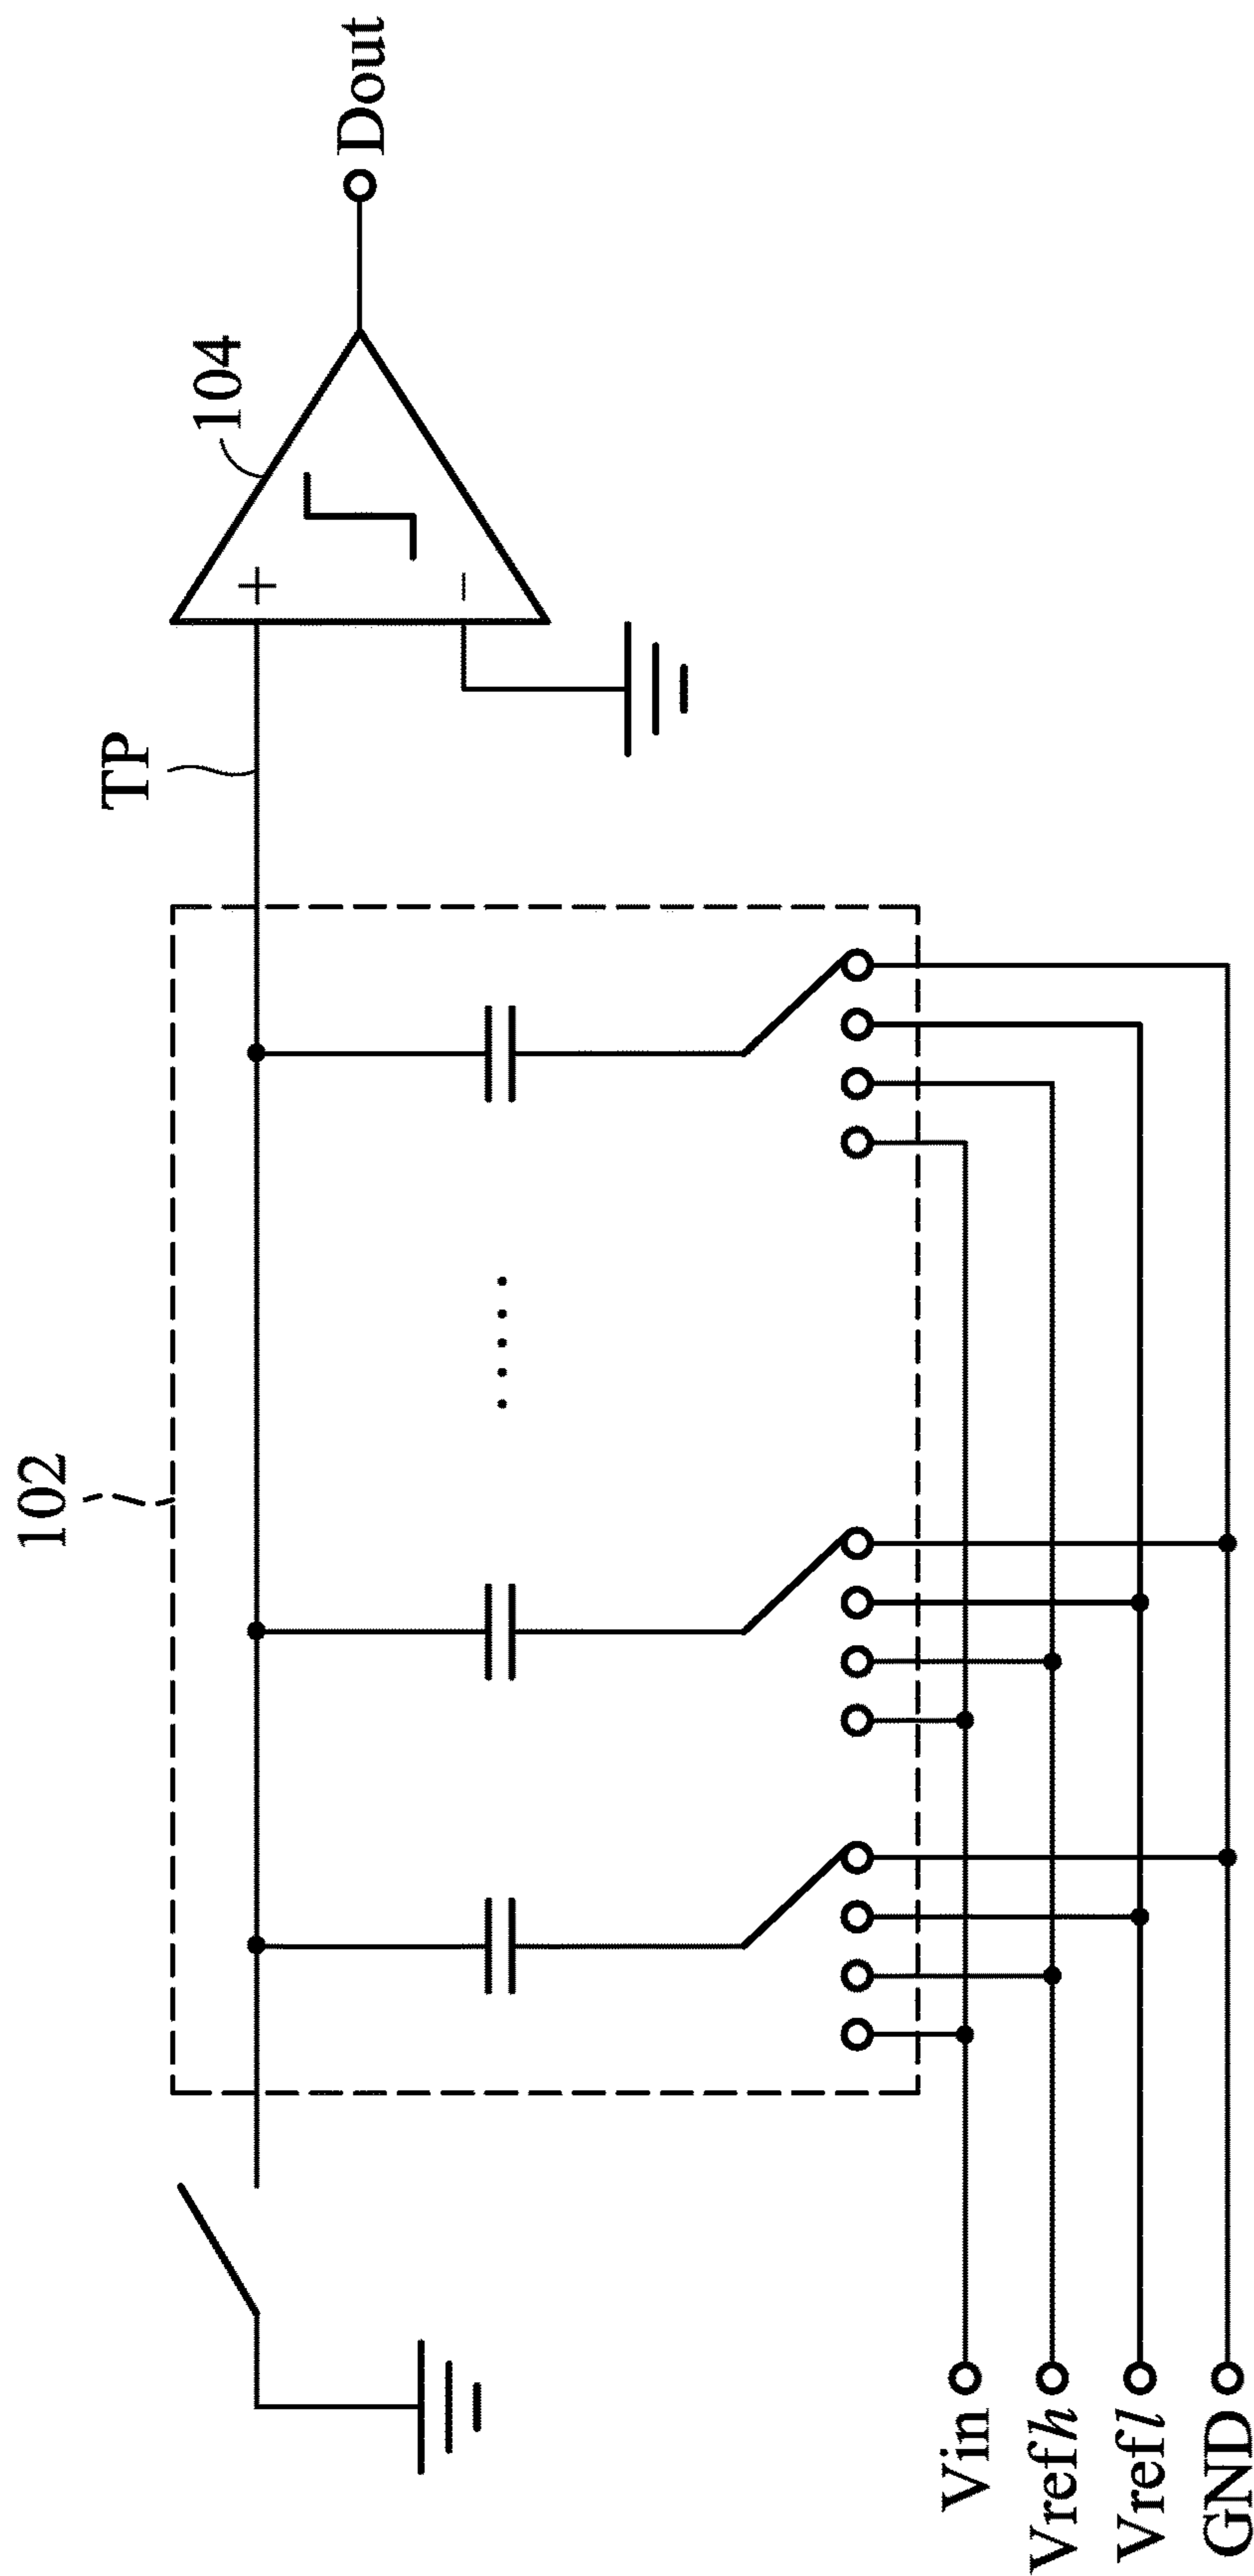 102
TP
104
+
-
Dout
Vin
Vrefh
Vrefl
GND